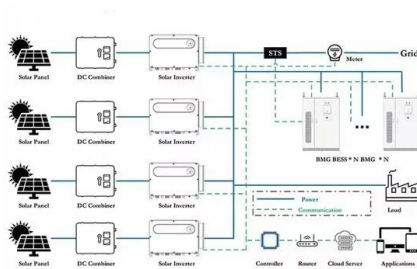 STS
Meter
Grid
Solar Panel
DC Combiner
Solar Inverter
Solar Panel
DC Combiner
Solar Inverter
BMG BESS * N BMG * N
Solar Panel
DC Combiner
Solar Inverter
Power
Communication
Load
Solar Panel
DC Combiner
Solar Inverter
Controller
Router
Cloud Server
Applications